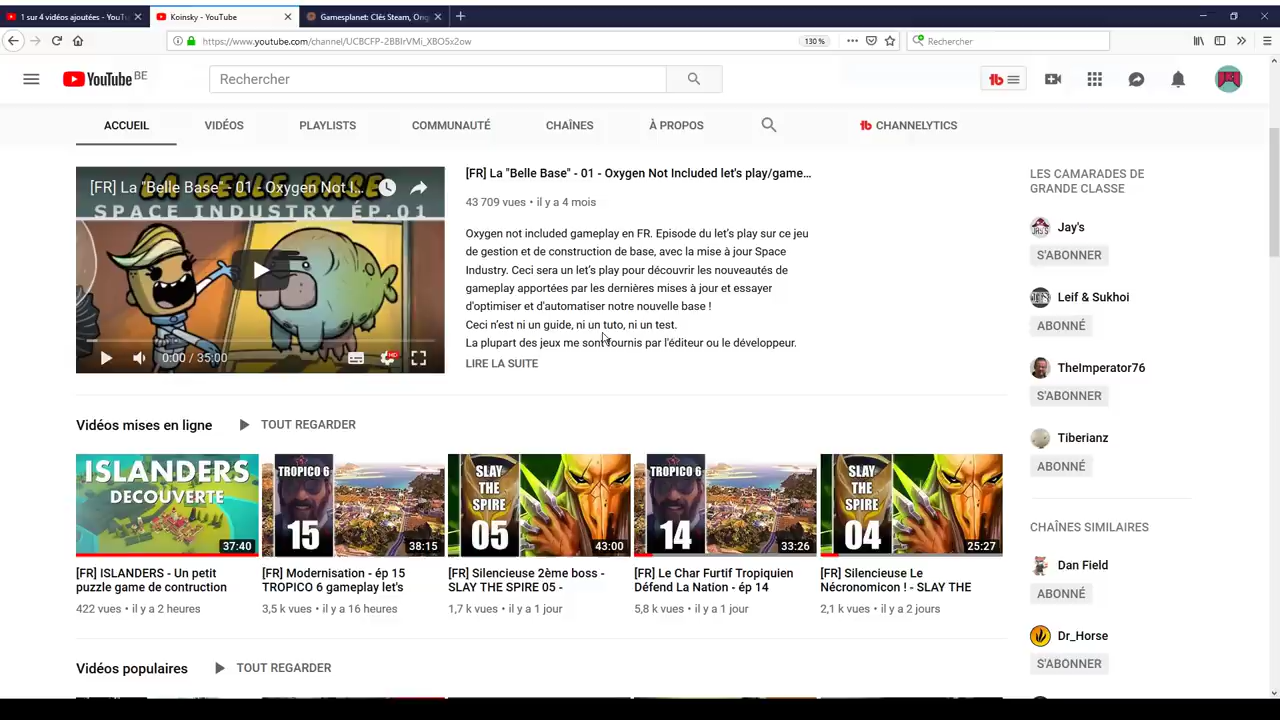 1 sur 4 vidéos ajoutées - YouTu
Koinsky - YouTube
Gamesplanet: Clés Steam, Orig
https://www.youtube.com/channel/UCBCFP-2BBIrVMi_XBO5x2ow
130 %
Rechercher
YouTube BE
Rechercher
ACCUEIL
VIDÉOS
PLAYLISTS
COMMUNAUTÉ
CHAÎNES
À PROPOS
CHANNELYTICS
[FR] La "Belle Base" - 01 - Oxygen Not I...
LA BELLE BASE
SPACE INDUSTRY ÉP.01
0:00 / 35:00
HD
[FR] La "Belle Base" - 01 - Oxygen Not Included let's play/game...
43 709 vues • il y a 4 mois
Oxygen not included gameplay en FR. Episode du let's play sur ce jeu
de gestion et de construction de base, avec la mise à jour Space
Industry. Ceci sera un let's play pour découvrir les nouveautés de
gameplay apportées par les dernières mises à jour et essayer
d'optimiser et d'automatiser notre nouvelle base !
Ceci n'est ni un guide, ni un tuto, ni un test.
La plupart des jeux me sont fournis par l'éditeur ou le développeur.
LIRE LA SUITE
LES CAMARADES DE
GRANDE CLASSE
Jay's
S'ABONNER
Leif & Sukhoi
ABONNÉ
TheImperator76
S'ABONNER
Tiberianz
ABONNÉ
CHAÎNES SIMILAIRES
Dan Field
ABONNÉ
Dr_Horse
S'ABONNER
Vidéos mises en ligne
TOUT REGARDER
ISLANDERS
DECOUVERTE
37:40
TROPICO 6
15
38:15
SLAY
THE
SPIRE
05
43:00
TROPICO 6
14
33:26
SLAY
THE
SPIRE
04
25:27
[FR] ISLANDERS - Un petit
puzzle game de contruction
422 vues • il y a 2 heures
[FR] Modernisation - ép 15
TROPICO 6 gameplay let's
3,5 k vues • il y a 16 heures
[FR] Silencieuse 2ème boss -
SLAY THE SPIRE 05 -
1,7 k vues • il y a 1 jour
[FR] Le Char Furtif Tropiquien
Défend La Nation - ép 14
5,8 k vues • il y a 1 jour
[FR] Silencieuse Le
Nécronomicon ! - SLAY THE
2,1 k vues • il y a 2 jours
Vidéos populaires
TOUT REGARDER